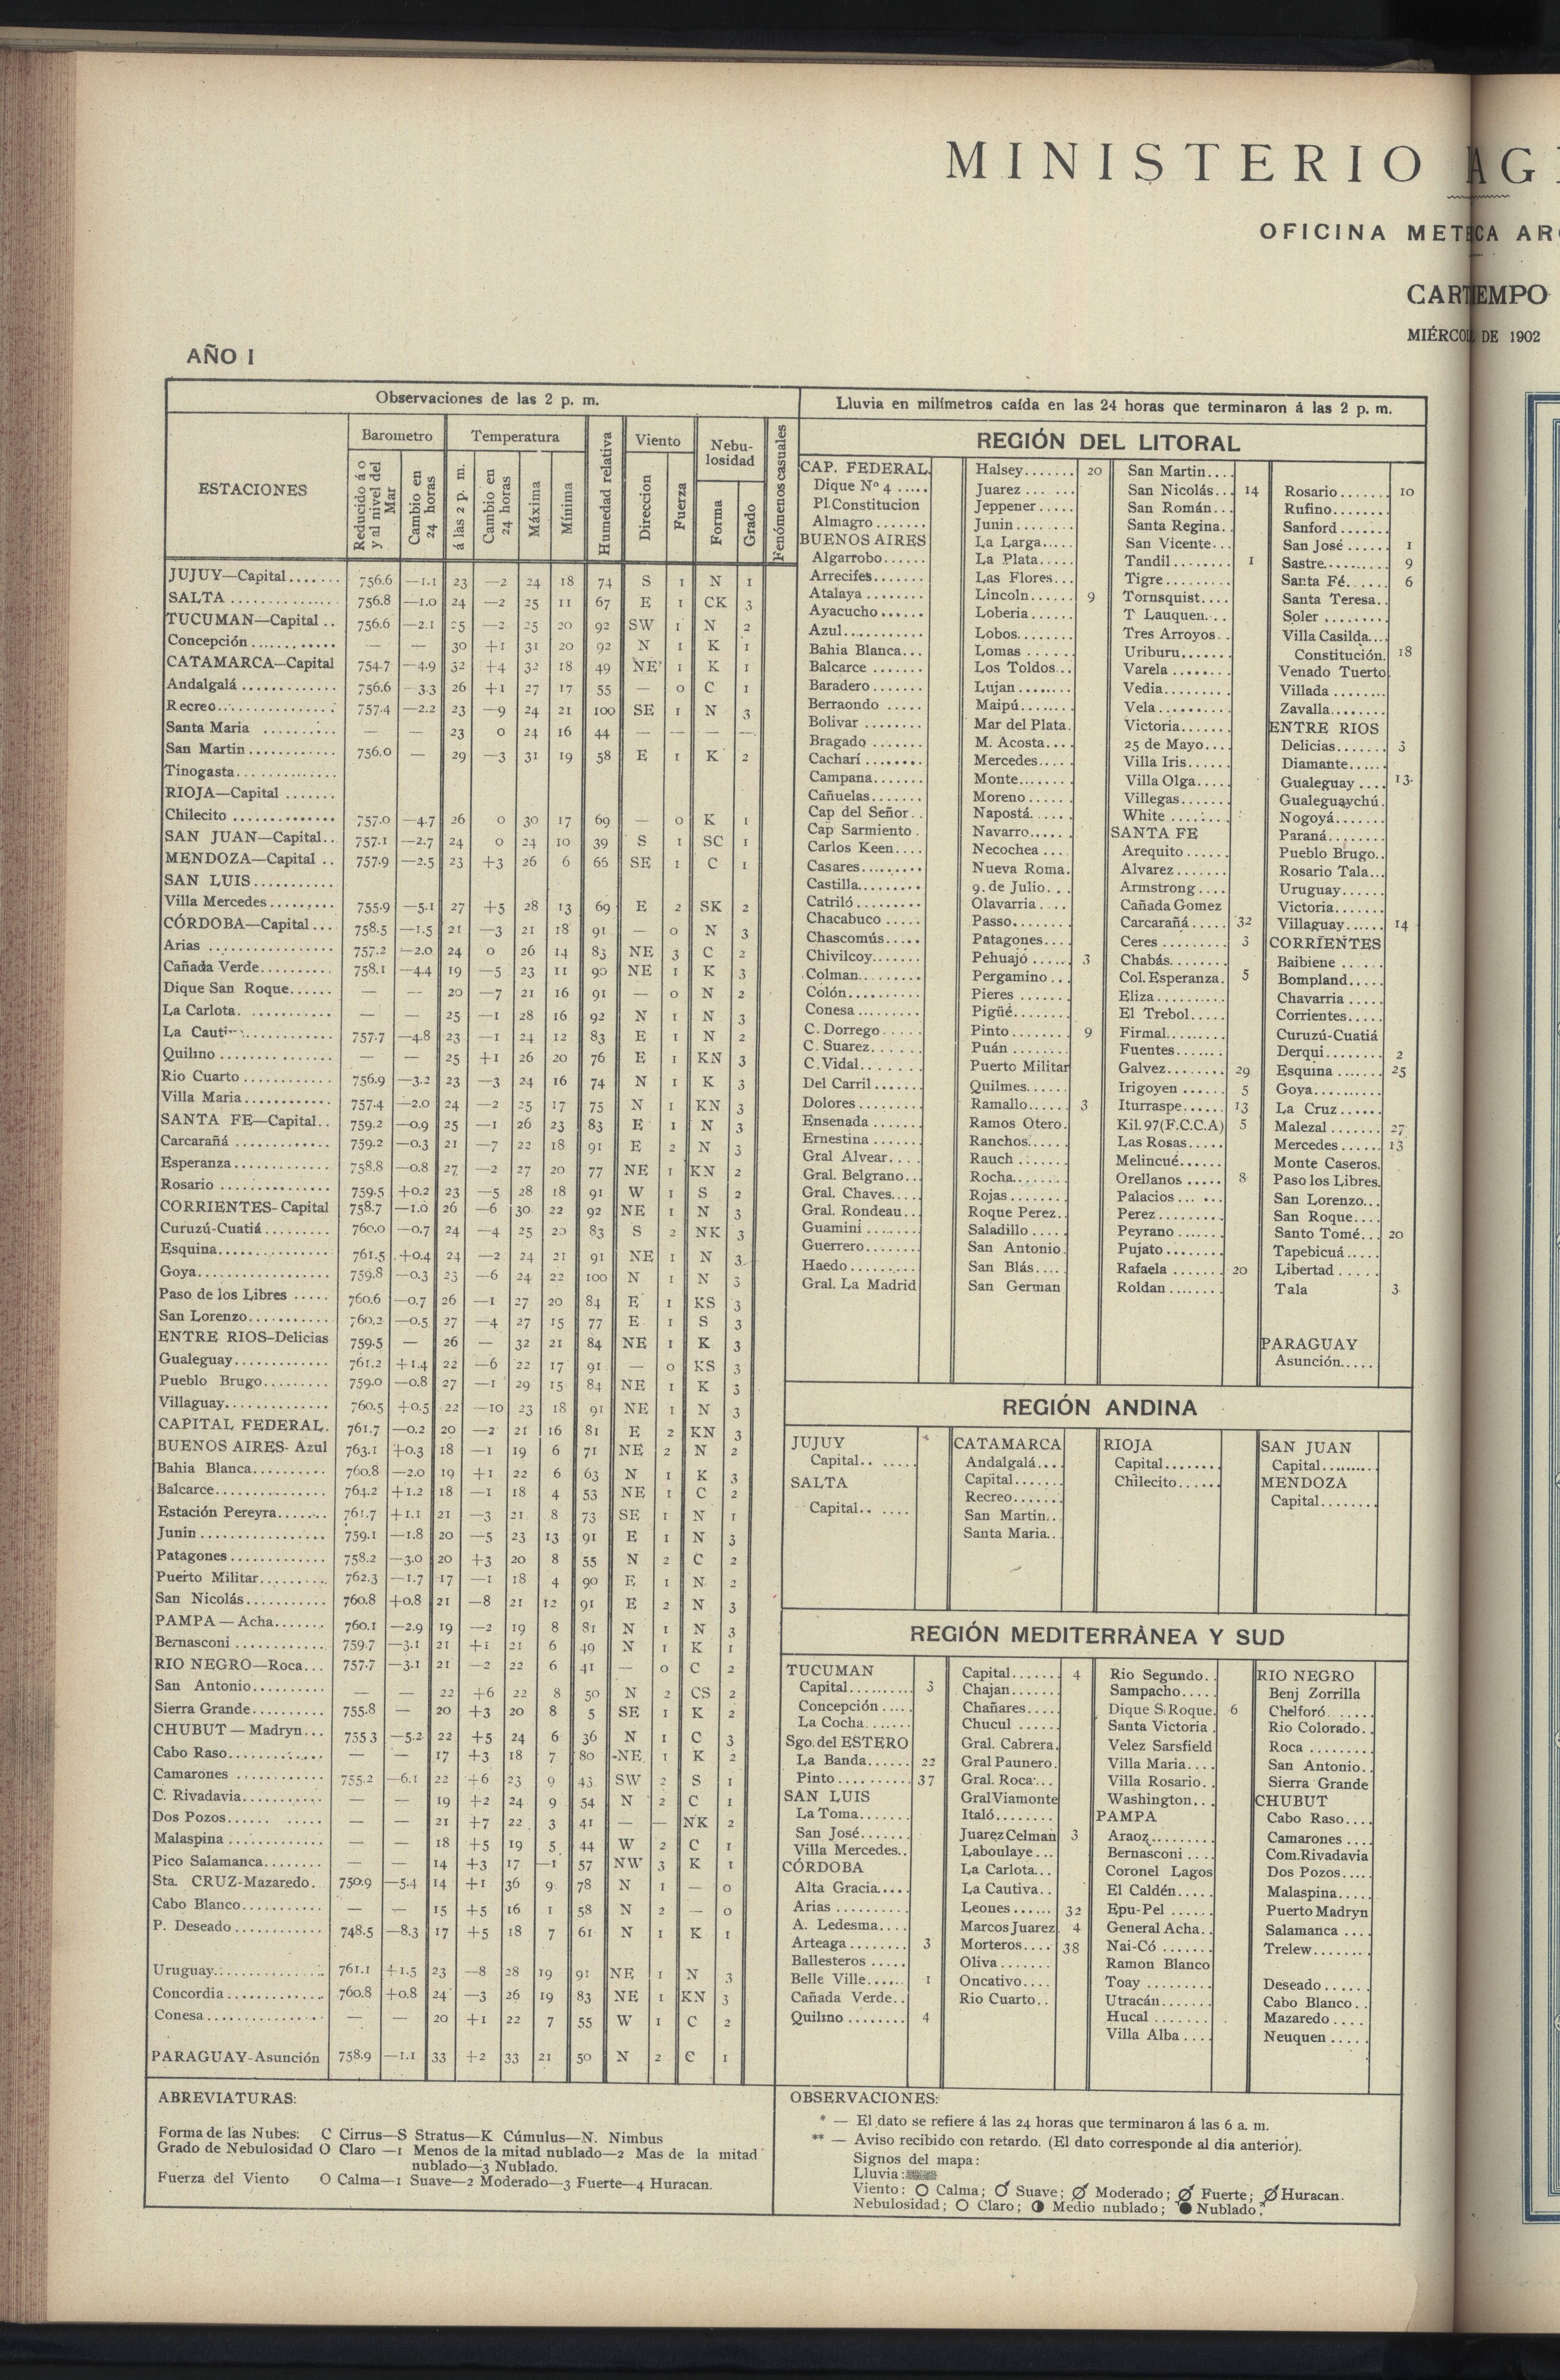 MINISTERIO AG
OFICINA METECA AR
CARTEMPO
MIÉRCOL DE 1902
AÑO I
Observaciones de las 2 p. m.
ESTACIONES
Barometro
Temperatura
Humedad relativa
Viento
Nebu-
losidad
Fenómenos casuales
Reducido á o
y al nivel del
Mar
Cambio en
24 horas
á las 2 p. m.
Cambio en
24 horas
Máxima
Mínima
Direccion
Fuerza
Forma
Grado
JUJUY—Capital....... 756.6 —1.1 23 —2 24 18 74 S 1 N 1
SALTA .............. 756.8 —1.0 24 —2 25 11 67 E 1 CK 3
TUCUMAN—Capital .. 756.6 —2.1 25 —2 25 20 92 SW 1 N 2
Concepción ........... — — 30 +1 31 20 92 N 1 K 1
CATAMARCA—Capital 754.7 —4.9 32 +4 32 18 49 NE 1 K 1
Andalgalá ............. 756.6 —3.3 26 +1 27 17 55 — 0 C 1
Recreo................ 757.4 —2.2 23 —9 24 21 100 SE 1 N 3
Santa Maria .......... — — 23 0 24 16 44 — — — —
San Martin ............ 756.0 — 29 —3 31 19 58 E 1 K 2
Tinogasta..............
RIOJA—Capital .......
Chilecito .............. 757.0 —4.7 26 0 30 17 69 — 0 K 1
SAN JUAN—Capital.. 757.1 —2.7 24 0 24 10 39 S 1 SC 1
MENDOZA—Capital .. 757.9 —2.5 23 +3 26 6 66 SE 1 C 1
SAN LUIS...........
Villa Mercedes ......... 755.9 —5.1 27 +5 28 13 69 E 2 SK 2
CÓRDOBA—Capital... 758.5 —1.5 21 —3 21 18 91 — 0 N 3
Arias ................. 757.2 —2.0 24 0 26 14 83 NE 3 C 2
Cañada Verde.......... 758.1 —4.4 19 —5 23 11 90 NE 1 K 3
Dique San Roque...... — — 20 —7 21 16 91 — 0 N 2
La Carlota. ........... — — 25 —1 28 16 92 N 1 N 3
La Cauti............. 757.7 —4.8 23 —1 24 12 83 E 1 N 2
Quilino ............... — — 25 +1 26 20 76 E 1 KN 3
Rio Cuarto ............ 756.9 —3.2 23 —3 24 16 74 N 1 K 3
Villa Maria............ 757.4 —2.0 24 —2 25 17 75 N 1 KN 3
SANTA FE—Capital.. 759.2 —0.9 25 —1 26 23 83 E 1 N 3
Carcarañá ............. 759.2 —0.3 21 —7 22 18 91 E 2 N 3
Esperanza............. 758.8 —0.8 27 —2 27 20 77 NE 1 KN 2
Rosario ............... 759.5 +0.2 23 —5 28 18 91 W 1 S 2
CORRIENTES- Capital 758.7 —1.0 26 —6 30 22 92 NE 1 N 3
Curuzú-Cuatiá ......... 760.0 —0.7 24 —4 25 20 83 S 2 NK 3
Esquina................ 761.5 +0.4 24 —2 24 21 91 NE 1 N 3
Goya.................. 759.8 —0.3 23 —6 24 22 100 N 1 N 3
Paso de los Libres ..... 760.6 —0.7 26 —1 27 20 84 E 1 KS 3
San Lorenzo........... 760.2 —0.5 27 —4 27 15 77 E 1 S 3
ENTRE RIOS-Delicias 759.5 — 26 — 32 21 84 NE 1 K 3
Gualeguay............. 761.2 +1.4 22 —6 22 17 91 — 0 KS 3
Pueblo Brugo......... 759.0 —0.8 27 —1 29 15 84 NE 1 K 3
Villaguay.............. 760.5 +0.5 22 —10 23 18 91 NE 1 N 3
CAPITAL FEDERAL. 761.7 —0.2 20 —2 21 16 81 E 2 KN 3
BUENOS AIRES- Azul 763.1 +0.3 18 —1 19 6 71 NE 2 N 2
Bahia Blanca.......... 760.8 —2.0 19 +1 22 6 63 N 1 K 3
Balcarce............... 764.2 +1.2 18 —1 18 4 53 NE 1 C 2
Estación Pereyra....... 761.7 +1.1 21 —3 21 8 73 SE 1 N 1
Junin ................. 759.1 —1.8 20 —5 23 13 91 E 1 N 3
Patagones............. 758.2 —3.0 20 +3 20 8 55 N 2 C 2
Puerto Militar......... 762.3 —1.7 17 —1 18 4 90 E 1 N 2
San Nicolás........... 760.8 +0.8 21 —8 21 12 91 E 2 N 3
PAMPA — Acha....... 760.1 —2.9 19 —2 19 8 81 N 1 N 3
Bernasconi ............ 759.7 —3.1 21 +1 21 6 49 N 1 K 1
RIO NEGRO—Roca... 757.7 —3.1 21 —2 22 6 41 — 0 C 2
San Antonio.......... — — 22 +6 22 8 50 N 2 CS 2
Sierra Grande......... 755.8 — 20 +3 20 8 5 SE 1 K 2
CHUBUT — Madryn... 755 3 —5.2 22 +5 24 6 36 N 1 C 3
Cabo Raso............. — — 17 +3 18 7 80 NE 1 K 2
Camarones ............ 755.2 —6.1 22 +6 23 9 43 SW 2 S 1
C. Rivadavia........... — — 19 +2 24 9 54 N 2 C 1
Dos Pozos...... ...... — — 21 +7 22 3 41 — — NK 2
Malaspina ............. — — 18 +5 19 5 44 W 2 C 1
Pico Salamanca........ — — 14 +3 17 —1 57 NW 3 K 1
Sta. CRUZ-Mazaredo. 750.9 —5.4 14 +1 36 9 78 N 1 — 0
Cabo Blanco........... — — 15 +5 16 1 58 N 2 — 0
P. Deseado............ 748.5 —8.3 17 +5 18 7 61 N 1 K 1
Uruguay............... 761.1 +1.5 23 —8 28 19 91 NE 1 N 3
Concordia............. 760.8 +0.8 24 —3 26 19 83 NE 1 KN 3
Conesa................ — — 20 +1 22 7 55 W 1 C 2
PARAGUAY-Asunción 758.9 —1.1 33 +2 33 21 50 N 2 C 1
Lluvia en milímetros caída en las 24 horas que terminaron á las 2 p. m.
REGIÓN DEL LITORAL
CAP. FEDERAL.
Dique Nº 4 .....
Pl. Constitucion
Almagro .......
BUENOS AIRES
Algarrobo......
Arrecifes.......
Atalaya ........
Ayacucho ......
Azul...........
Bahia Blanca...
Balcarce .......
Baradero .......
Berraondo .....
Bolivar ........
Bragado .......
Cacharí ........
Campana.......
Cañuelas.......
Cap del Señor..
Cap Sarmiento .
Carlos Keen....
Casares.........
Castilla.........
Catriló.........
Chacabuco .....
Chascomús.....
Chivilcoy.......
Colman.........
Colón..........
Conesa .........
C. Dorrego .....
C. Suarez......
C. Vidal........
Del Carril .......
Dolores .........
Ensenada ......
Ernestina .......
Gral Alvear....
Gral. Belgrano...
Gral. Chaves....
Gral. Rondeau...
Guamini ........
Guerrero........
Haedo ..........
Gral. La Madrid
Halsey....... 20
Juarez .......
Jeppener .....
Junin ........
La Larga.....
La Plata.....
Las Flores...
Lincoln...... 9
Loberia ......
Lobos........
Lomas ......
Los Toldos...
Lujan ........
Maipú.......
Mar del Plata.
M. Acosta....
Mercedes.....
Monte........
Moreno ......
Napostá......
Navarro......
Necochea ....
Nueva Roma.
9. de Julio...
Olavarria ....
Passo........
Patagones....
Pehuajó ..... 3
Pergamino ...
Pieres .......
Pigüé........
Pinto ........ 9
Puán ........
Puerto Militar
Quilmes......
Ramallo...... 3
Ramos Otero.
Ranchos.....
Rauch .......
Rocha........
Rojas ........
Roque Perez..
Saladillo .....
San Antonio.
San Blás....
San German
San Martin....
San Nicolás... 14
San Román...
Santa Regina..
San Vicente...
Tandil........ 1
Tigre.........
Tornsquist....
T Lauquen...
Tres Arroyos..
Uriburu......
Varela ........
Vedia.........
Vela..........
Victoria.......
25 de Mayo....
Villa Iris......
Villa Olga....
Villegas.......
White ........
SANTA FE
Arequito ......
Alvarez .......
Armstrong ....
Cañada Gomez
Carcarañá ..... 32
Ceres ......... 3
Chabás........
Col. Esperanza. 5
Eliza..........
El Trebol.....
Firmal........
Fuentes.......
Galvez........ 29
Irigoyen ...... 5
Iturraspe...... 13
Kil. 97(F.C.C.A) 5
Las Rosas.....
Melincué......
Orellanos ..... 8
Palacios... ...
Perez .........
Peyrano .......
Pujato ........
Rafaela ....... 20
Roldan ........
Rosario ....... 10
Rufino........
Sanford .......
San José ...... 1
Sastre.......... 9
Santa Fé...... 6
Santa Teresa..
Soler ........
Villa Casilda....
Constitución. 18
Venado Tuerto
Villada ........
Zavalla........
ENTRE RIOS
Delicias....... 3
Diamante......
Gualeguay .... 13
Gualeguaychú.
Nogoyá.......
Paraná........
Pueblo Brugo..
Rosario Tala...
Uruguay......
Victoria.......
Villaguay...... 14
CORRIENTES
Baibiene ......
Bompland.....
Chavarria .....
Corrientes.....
Curuzú-Cuatiá
Derqui........ 2
Esquina ....... 25
Goya..........
La Cruz ......
Malezal ....... 27
Mercedes ...... 13
Monte Caseros.
Paso los Libres.
San Lorenzo...
San Roque....
Santo Tomé... 20
Tapebicuá.....
Libertad .....
Tala 3
PARAGUAY
Asunción.....
REGIÓN ANDINA
JUJUY
Capital.. .....
SALTA
Capital.. ....
CATAMARCA
Andalgalá....
Capital.......
Recreo.......
San Martin...
Santa Maria..
RIOJA
Capital........
Chilecito......
SAN JUAN
Capital.........
MENDOZA
Capital........
REGIÓN MEDITERRÁNEA Y SUD
TUCUMAN
Capital.......... 3
Concepción ....
La Cocha.......
Sgo. del ESTERO
La Banda...... 22
Pinto .......... 37
SAN LUIS
La Toma.......
San José.......
Villa Mercedes..
CÓRDOBA
Alta Gracia....
Arias ..........
A. Ledesma....
Arteaga ........ 3
Ballesteros .....
Belle Ville...... 1
Cañada Verde..
Quilino ........ 4
Capital....... 4
Chajan.......
Chañares.....
Chucul ......
Gral. Cabrera.
Gral Paunero.
Gral. Roca...
Gral Viamonte
Italó........
Juarez Celman 3
Laboulaye...
La Carlota...
La Cautiva..
Leones ...... 32
Marcos Juarez 4
Morteros.... 38
Oliva.......
Oncativo....
Rio Cuarto..
Rio Segundo..
Sampacho.....
Dique S. Roque. 6
Santa Victoria .
Velez Sarsfield
Villa Maria....
Villa Rosario..
Washington...
PAMPA
Araoz.........
Bernasconi ....
Coronel Lagos
El Caldén.....
Epu-Pel ......
General Acha..
Nai-Có .......
Ramon Blanco
Toay .........
Utracán.......
Hucal ........
Villa Alba ....
RIO NEGRO
Benj Zorrilla
Chelforó......
Rio Colorado..
Roca .........
San Antonio..
Sierra Grande
CHUBUT
Cabo Raso....
Camarones ....
Com. Rivadavia
Dos Pozos....
Malaspina.....
Puerto Madryn
Salamanca ....
Trelew........
Deseado ......
Cabo Blanco..
Mazaredo ....
Neuquen .....
ABREVIATURAS:
Forma de las Nubes: C Cirrus—S Stratus—K Cúmulus—N. Nimbus
Grado de Nebulosidad O Claro —1 Menos de la mitad nublado—2 Mas de la mitad
nublado—3 Nublado.
Fuerza del Viento O Calma—1 Suave—2 Moderado—3 Fuerte—4 Huracan.
OBSERVACIONES:
* — El dato se refiere á las 24 horas que terminaron á las 6 a. m.
** — Aviso recibido con retardo. (El dato corresponde al dia anterior).
Signos del mapa:
Lluvia:
Viento: Calma; Suave; Moderado; Fuerte; Huracan.
Nebulosidad; Claro; Medio nublado; Nublado.